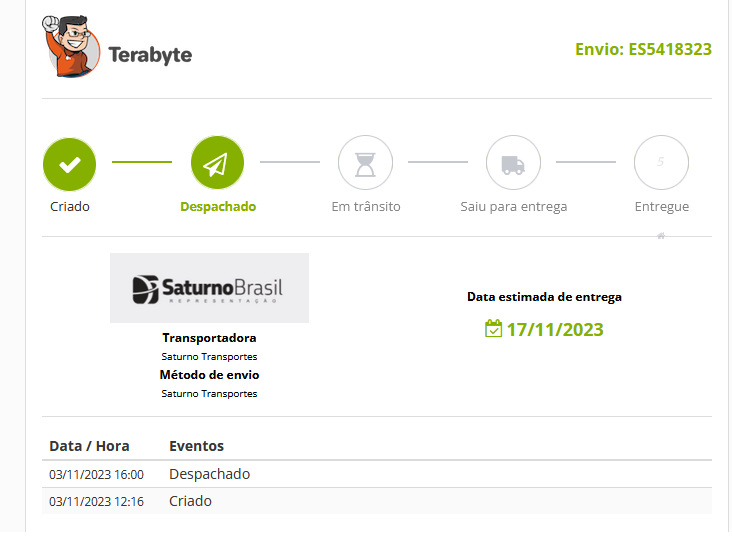 Terabyte
Envio: ES5418323
Criado
Despachado
Em trânsito
Saiu para entrega
5
Entregue
SaturnoBrasil
REPRESENTAÇÃO
Transportadora
Saturno Transportes
Método de envio
Saturno Transportes
Data estimada de entrega
17/11/2023
Data / Hora Eventos
03/11/2023 16:00 Despachado
03/11/2023 12:16 Criado